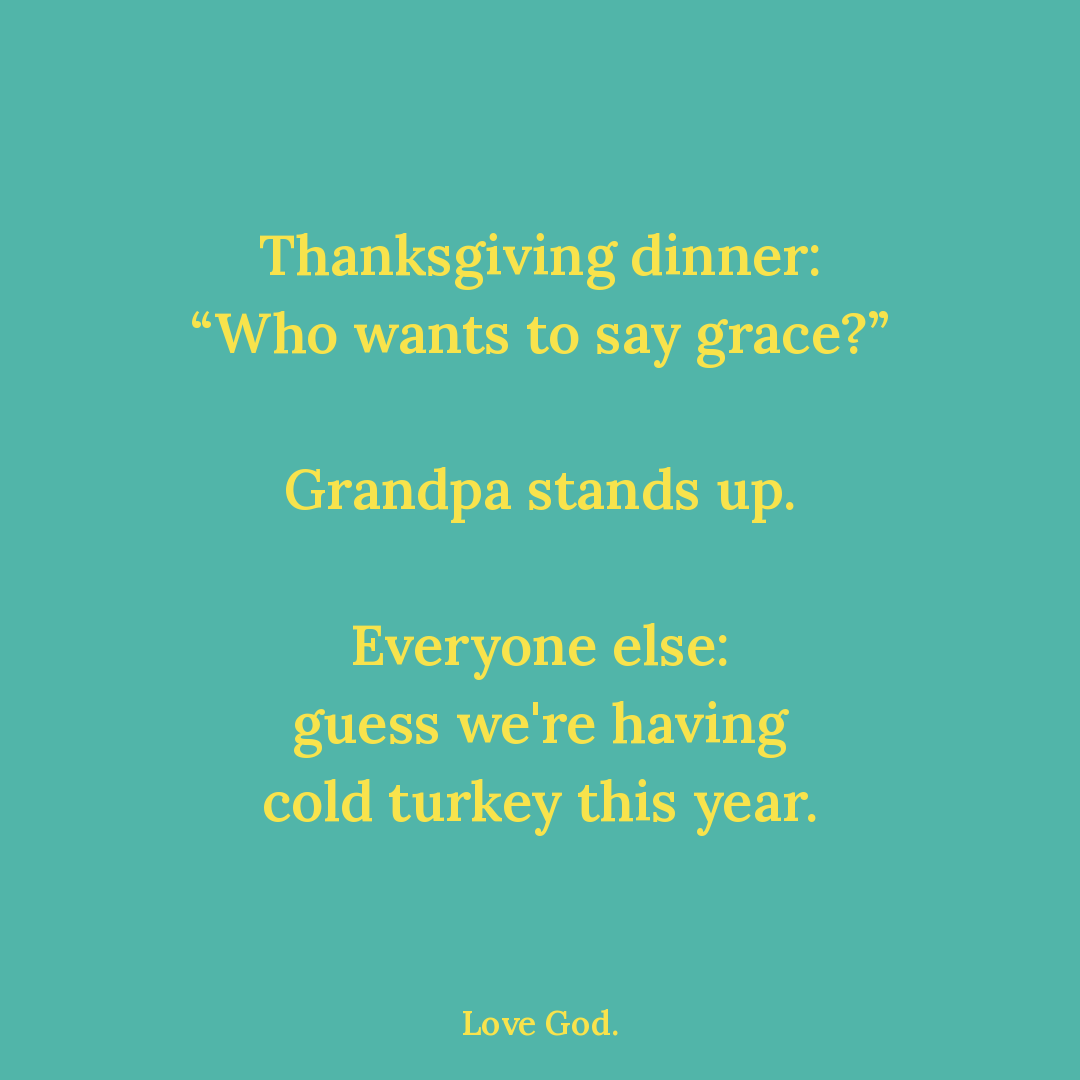 Thanksgiving dinner:
“Who wants to say grace?”
Grandpa stands up.
Everyone else:
guess we're having
cold turkey this year.
Love God.